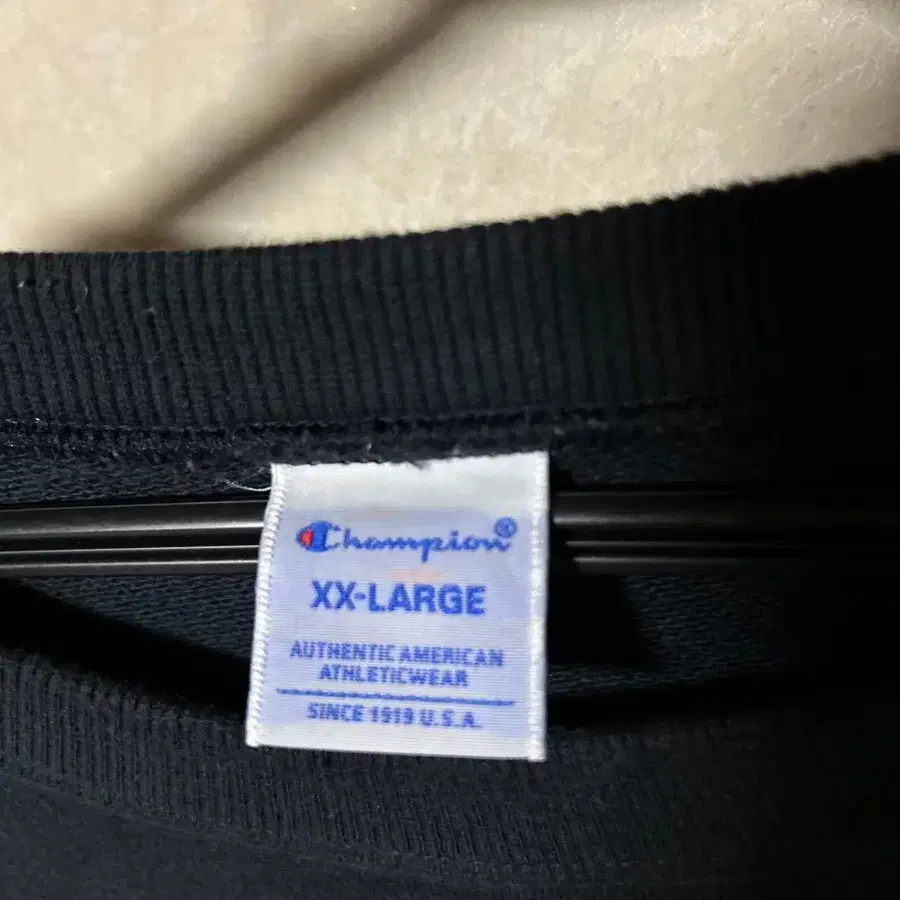 Champion®
XX-LARGE
AUTHENTIC AMERICAN
ATHLETICWEAR
SINCE 1919 U.S.A.